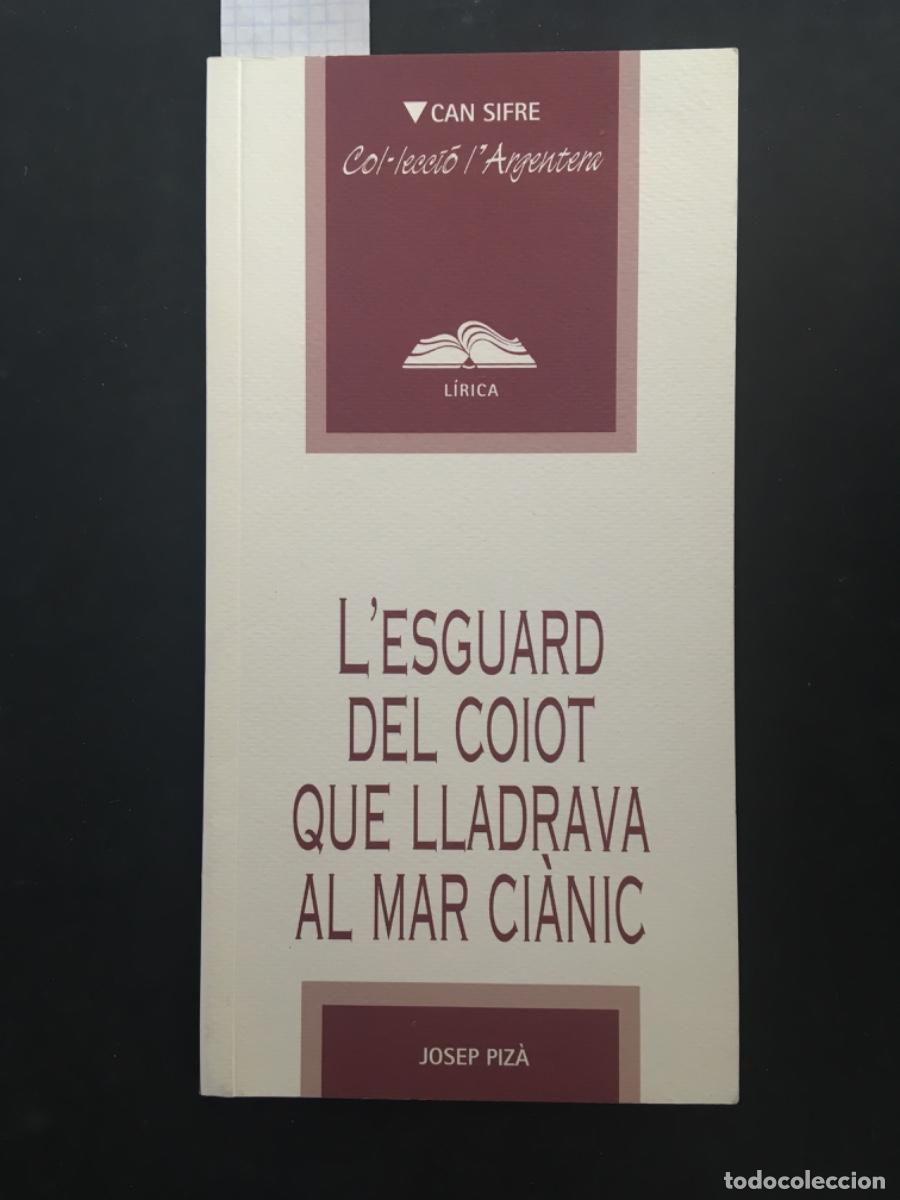 ▼CAN SIFRE
Col·lecció l'Argentera
LÍRICA
L'ESGUARD
DEL COIOT
QUE LLADRAVA
AL MAR CIÀNIC
JOSEP PIZÀ
todocoleccion